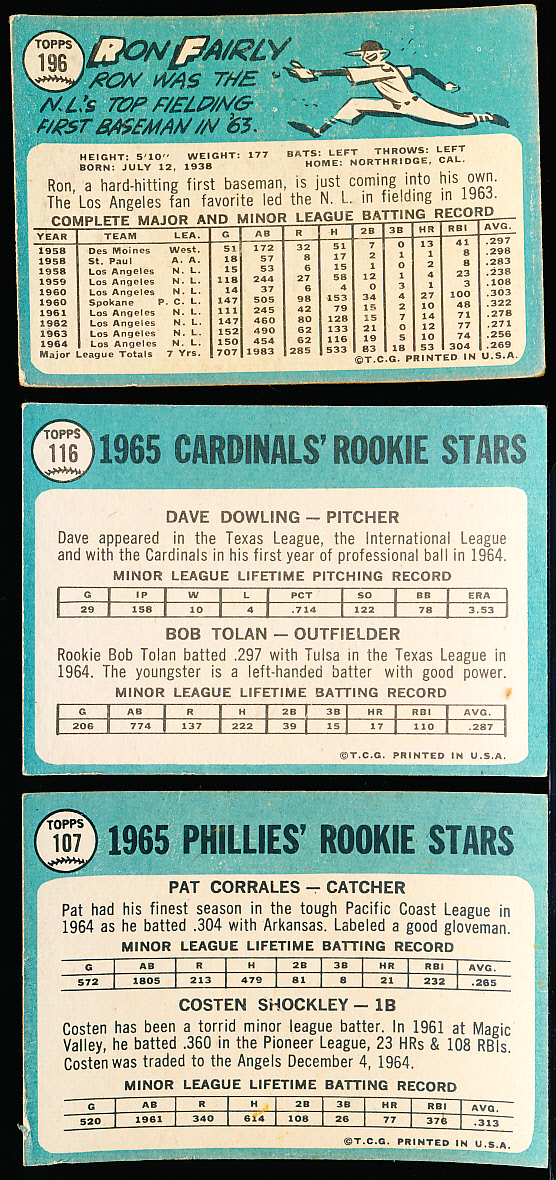 TOPPS
196
RON FAIRLY
RON WAS THE
N.L.'S TOP FIELDING
FIRST BASEMAN IN '63.
HEIGHT: 5'10" WEIGHT: 177 BATS: LEFT THROWS: LEFT
BORN: JULY 12, 1938 HOME: NORTHRIDGE, CAL.
Ron, a hard-hitting first baseman, is just coming into his own.
The Los Angeles fan favorite led the N. L. in fielding in 1963.
COMPLETE MAJOR AND MINOR LEAGUE BATTING RECORD
YEAR TEAM LEA. G AB R H 2B 3B HR RBI AVG.
1958 Des Moines West. 51 172 32 51 7 0 13 41 .297
1958 St. Paul A. A. 18 57 8 17 2 1 1 8 .298
1958 Los Angeles N. L. 15 53 6 15 1 0 2 8 .283
1959 Los Angeles N. L. 118 244 27 58 12 1 4 23 .238
1960 Los Angeles N. L. 14 37 6 4 0 3 1 3 .108
1960 Spokane P. C. L. 147 505 98 153 34 4 27 100 .303
1961 Los Angeles N. L. 111 245 42 79 15 2 10 48 .322
1962 Los Angeles N. L. 147 460 80 128 15 7 14 71 .278
1963 Los Angeles N. L. 152 490 62 133 21 0 12 77 .271
1964 Los Angeles N. L. 150 454 62 116 19 5 10 74 .256
Major League Totals 7 Yrs. 707 1983 285 533 83 18 53 304 .269
©T.C.G. PRINTED IN U.S.A.
TOPPS
116
1965 CARDINALS' ROOKIE STARS
DAVE DOWLING — PITCHER
Dave appeared in the Texas League, the International League
and with the Cardinals in his first year of professional ball in 1964.
MINOR LEAGUE LIFETIME PITCHING RECORD
G IP W L PCT SO BB ERA
29 158 10 4 .714 122 78 3.53
BOB TOLAN — OUTFIELDER
Rookie Bob Tolan batted .297 with Tulsa in the Texas League in
1964. The youngster is a left-handed batter with good power.
MINOR LEAGUE LIFETIME BATTING RECORD
G AB R H 2B 3B HR RBI AVG.
206 774 137 222 39 15 17 110 .287
©T.C.G. PRINTED IN U.S.A.
TOPPS
107
1965 PHILLIES' ROOKIE STARS
PAT CORRALES — CATCHER
Pat had his finest season in the tough Pacific Coast League in
1964 as he batted .304 with Arkansas. Labeled a good gloveman.
MINOR LEAGUE LIFETIME BATTING RECORD
G AB R H 2B 3B HR RBI AVG.
572 1805 213 479 81 8 21 232 .265
COSTEN SHOCKLEY — 1B
Costen has been a torrid minor league batter. In 1961 at Magic
Valley, he batted .360 in the Pioneer League, 23 HRs & 108 RBIs.
Costen was traded to the Angels December 4, 1964.
MINOR LEAGUE LIFETIME BATTING RECORD
G AB R H 2B 3B HR RBI AVG.
520 1961 340 614 108 26 77 376 .313
©T.C.G. PRINTED IN U.S.A.